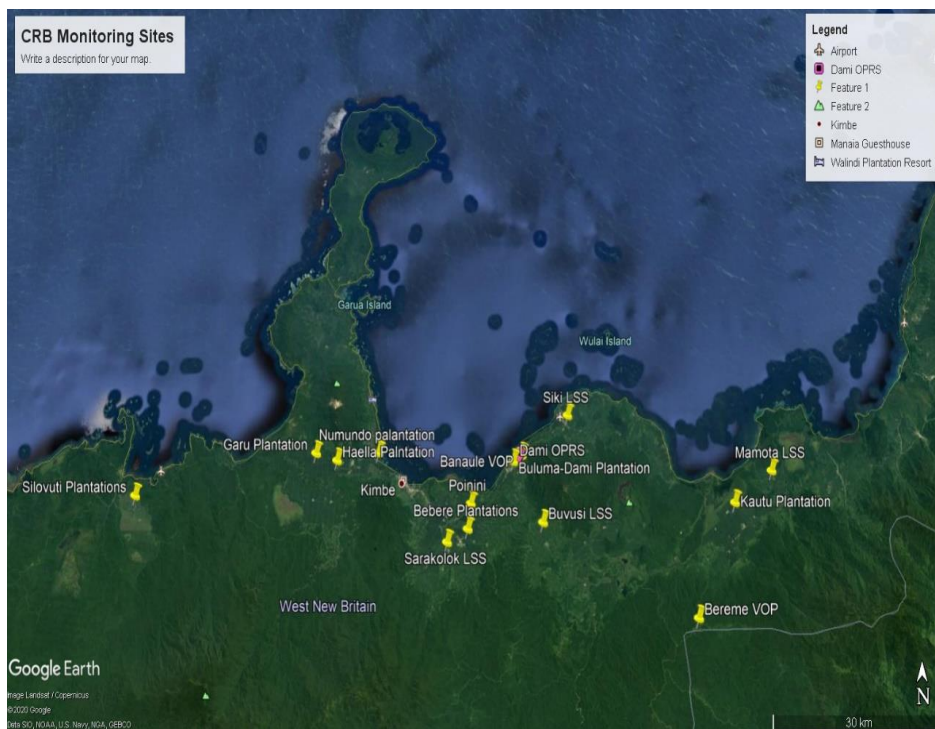 CRB Monitoring Sites
Write a description for your map.
Legend
Airport
Dami OPRS
Feature 1
Feature 2
Kimbe
Manaia Guesthouse
Walindi Plantation Resort
Garua Island
Wulai Island
Siki LSS
Garu Plantation
Numundo palantation
Haella Palntation
Banaule VOP
Dami OPRS
Buluma-Dami Plantation
Mamota LSS
Silovuti Plantations
Kimbe
Poinini
Kautu Plantation
Bebere Plantations
Buvusi LSS
Sarakolok LSS
West New Britain
Bereme VOP
Google Earth
Image Landsat / Copernicus
©2020 Google
Data SIO, NOAA, U.S. Navy, NGA, GEBCO
N
30 km